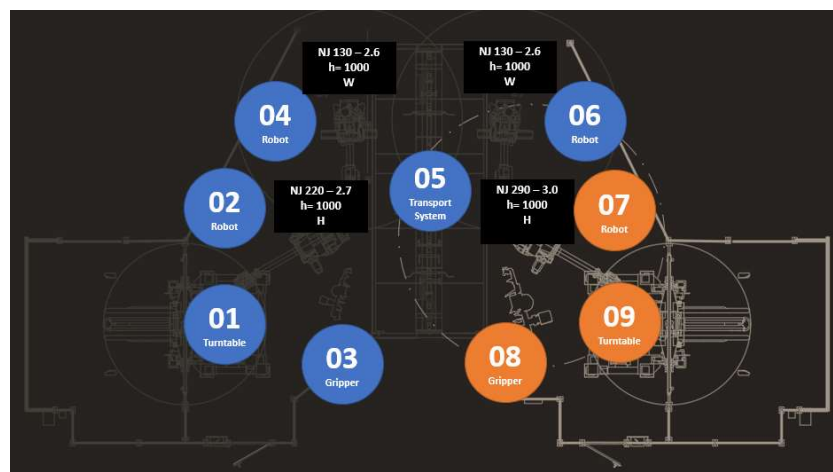 NJ 130 – 2.6
h= 1000
W
NJ 130 – 2.6
h= 1000
W
04
Robot
06
Robot
05
Transport
System
NJ 220 – 2.7
h= 1000
H
NJ 290 – 3.0
h= 1000
H
02
Robot
07
Robot
01
Turntable
09
Turntable
03
Gripper
08
Gripper